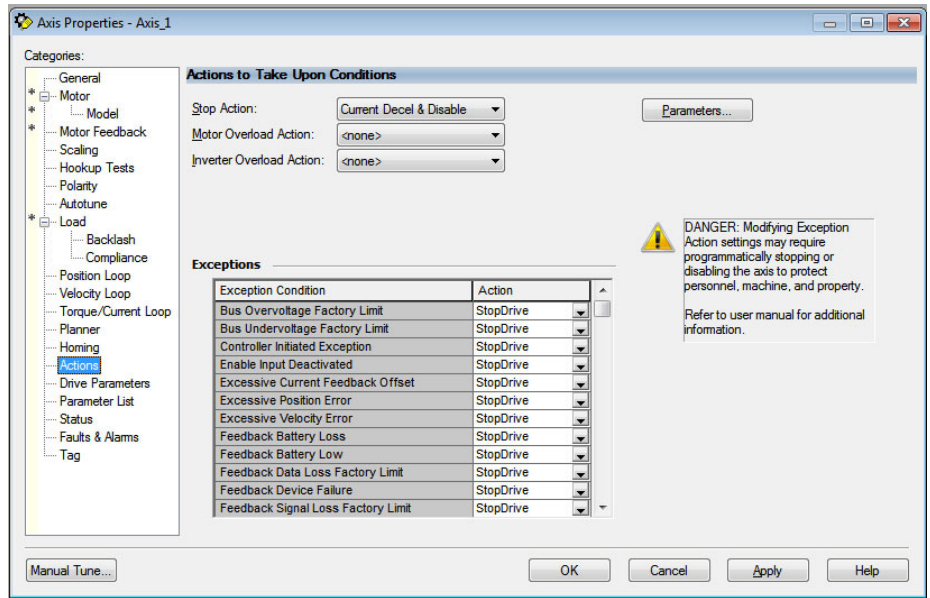 Axis Properties - Axis_1
Categories:
General
* Motor
* Model
* Motor Feedback
Scaling
Hookup Tests
Polarity
Autotune
* Load
Backlash
Compliance
Position Loop
Velocity Loop
Torque/Current Loop
Planner
Homing
Actions
Drive Parameters
Parameter List
Status
Faults & Alarms
Tag
Actions to Take Upon Conditions
Stop Action: Current Decel & Disable
Parameters...
Motor Overload Action: <none>
Inverter Overload Action: <none>
DANGER: Modifying Exception
Action settings may require
programmatically stopping or
disabling the axis to protect
personnel, machine, and property.
Refer to user manual for additional
information.
Exceptions
Exception Condition Action
Bus Overvoltage Factory Limit StopDrive
Bus Undervoltage Factory Limit StopDrive
Controller Initiated Exception StopDrive
Enable Input Deactivated StopDrive
Excessive Current Feedback Offset StopDrive
Excessive Position Error StopDrive
Excessive Velocity Error StopDrive
Feedback Battery Loss StopDrive
Feedback Battery Low StopDrive
Feedback Data Loss Factory Limit StopDrive
Feedback Device Failure StopDrive
Feedback Signal Loss Factory Limit StopDrive
Manual Tune... OK Cancel Apply Help